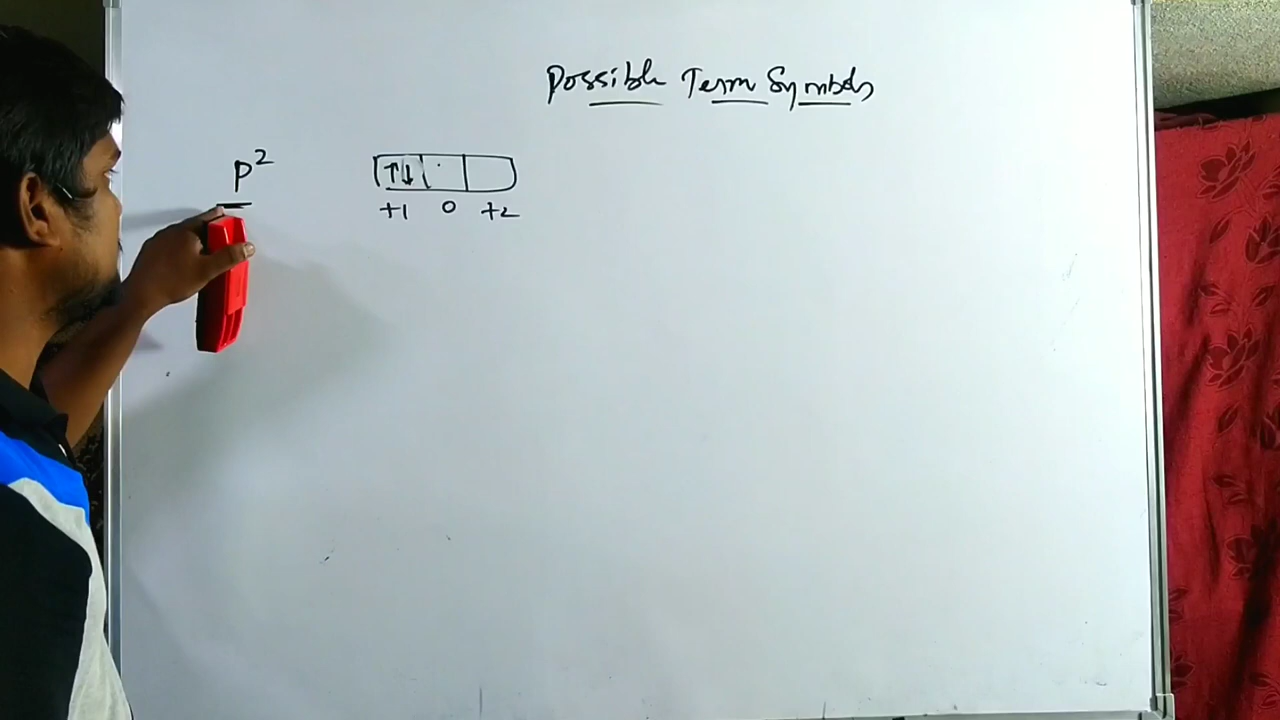 Possible Term Symbols
p²
↑↓
+1 0 +2